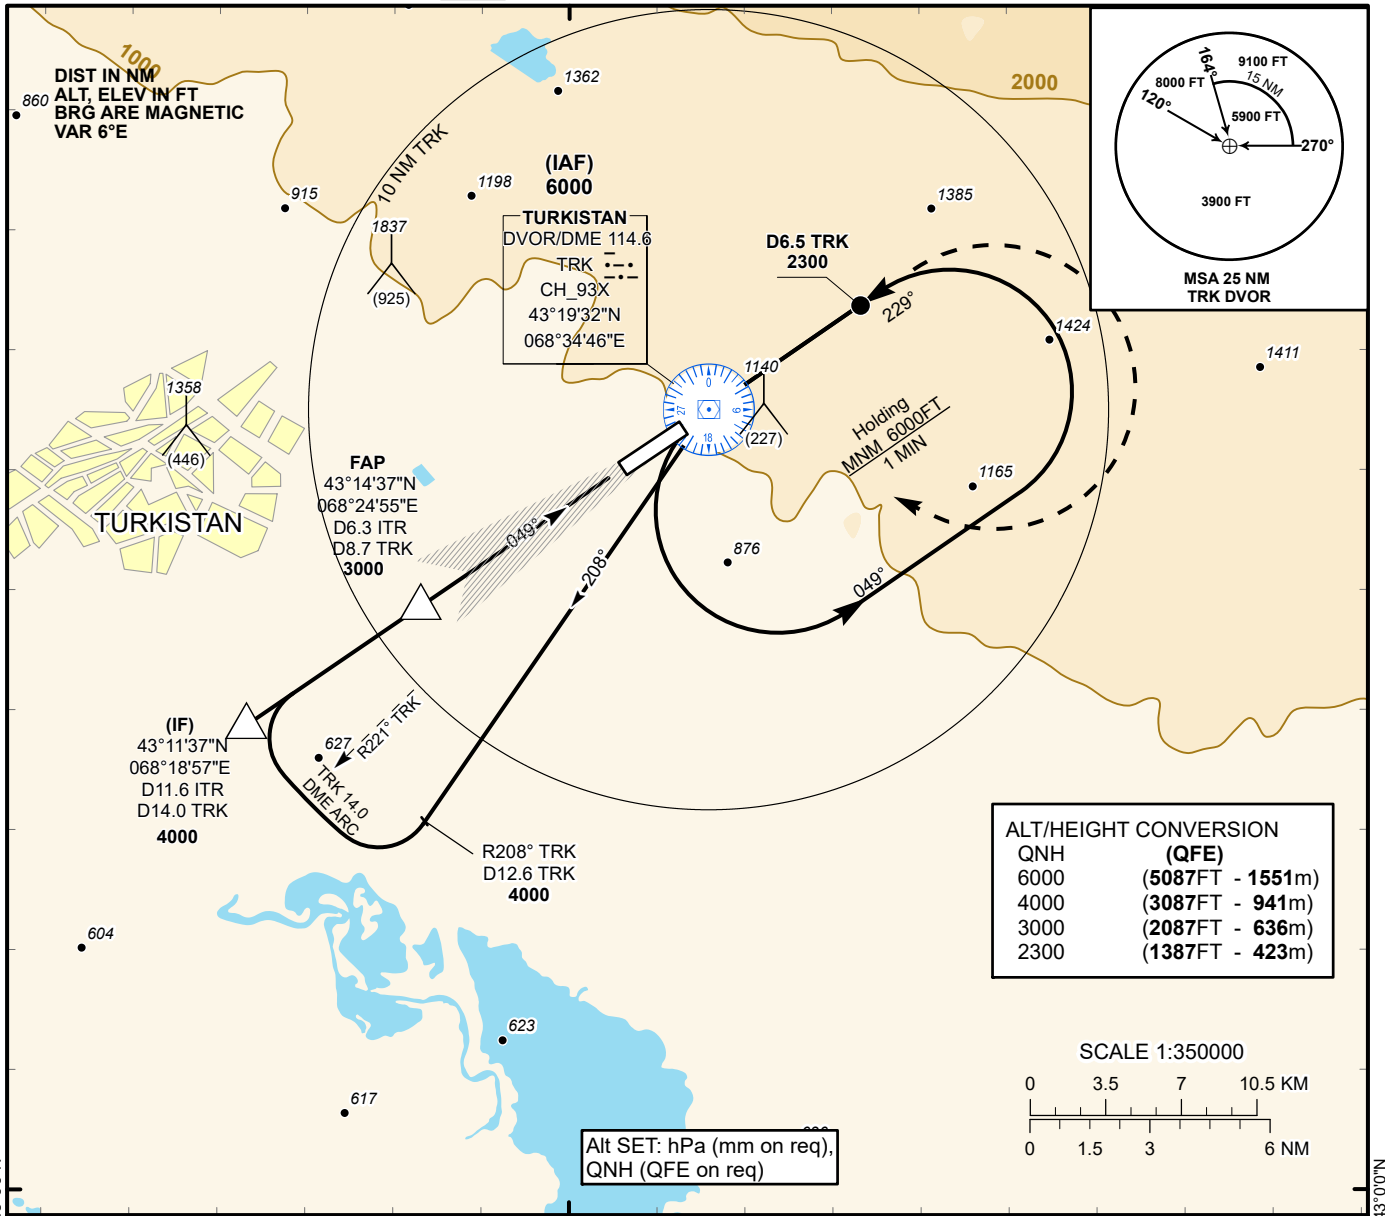 1000
DIST IN NM
ALT, ELEV IN FT
BRG ARE MAGNETIC
VAR 6°E
860
915
1362
1198
10 NM TRK
1837
(925)
(IAF)
6000
TURKISTAN
DVOR/DME 114.6
TRK
CH_93X
43°19'32"N
068°34'46"E
D6.5 TRK
2300
1385
2000
164°
120°
270°
9100 FT
15 NM
8000 FT
5900 FT
3900 FT
MSA 25 NM
TRK DVOR
229°
1424
1411
1140
(227)
0
9
18
27
Holding
MNM 6000FT
1 MIN
1165
876
049°
1358
(446)
TURKISTAN
FAP
43°14'37"N
068°24'55"E
D6.3 ITR
D8.7 TRK
3000
049°
208°
(IF)
43°11'37"N
068°18'57"E
D11.6 ITR
D14.0 TRK
4000
627
R221° TRK
TRK 14.0
DME ARC
R208° TRK
D12.6 TRK
4000
604
623
617
ALT/HEIGHT CONVERSION
QNH (QFE)
6000 (5087FT - 1551m)
4000 (3087FT - 941m)
3000 (2087FT - 636m)
2300 (1387FT - 423m)
SCALE 1:350000
0 3.5 7 10.5 KM
0 1.5 3 6 NM
Alt SET: hPa (mm on req),
QNH (QFE on req)
43°0'0"N